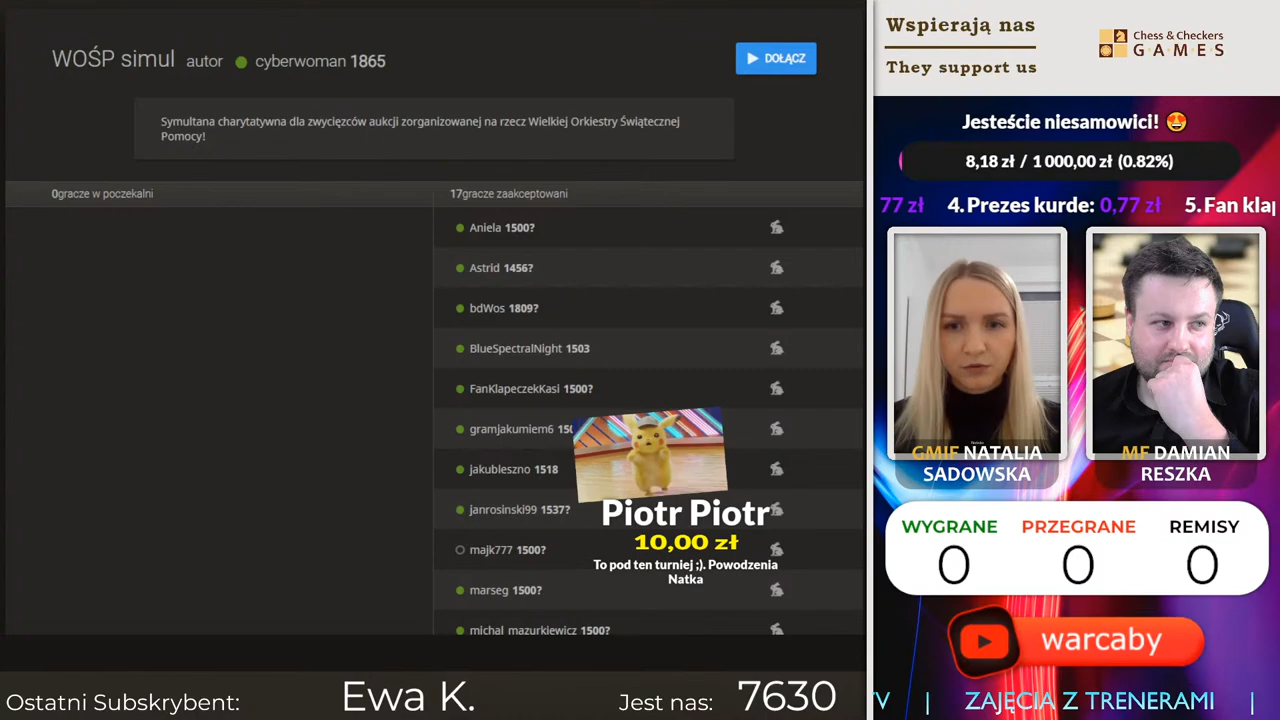 WOŚP simul autor cyberwoman 1865
DOŁĄCZ
Symultana charytatywna dla zwycięzców aukcji zorganizowanej na rzecz Wielkiej Orkiestry Świątecznej
Pomocy!
0gracze w poczekalni
17gracze zaakceptowani
Aniela 1500?
Astrid 1456?
bdWos 1809?
BlueSpectralNight 1503
FanKlapeczekKasi 1500?
gramjakumiem6
jakubleszno 1518
janrosinski99 1537?
majk777 1500?
marseg 1500?
michal_mazurkiewicz 1500?
Piotr Piotr
10,00 zł
To pod ten turniej ;). Powodzenia
Natka
Ostatni Subskrybent: Ewa K. Jest nas: 7630
Wspierają nas
They support us
Chess & Checkers
GAMES
Jesteście niesamowici!
8,18 zł / 1 000,00 zł (0.82%)
77 zł 4. Prezes kurde: 0,77 zł 5. Fan klap
GMIF NATALIA
SADOWSKA
MF DAMIAN
RESZKA
WYGRANE PRZEGRANE REMISY
0 0 0
warcaby
V | ZAJĘCIA Z TRENERAMI |